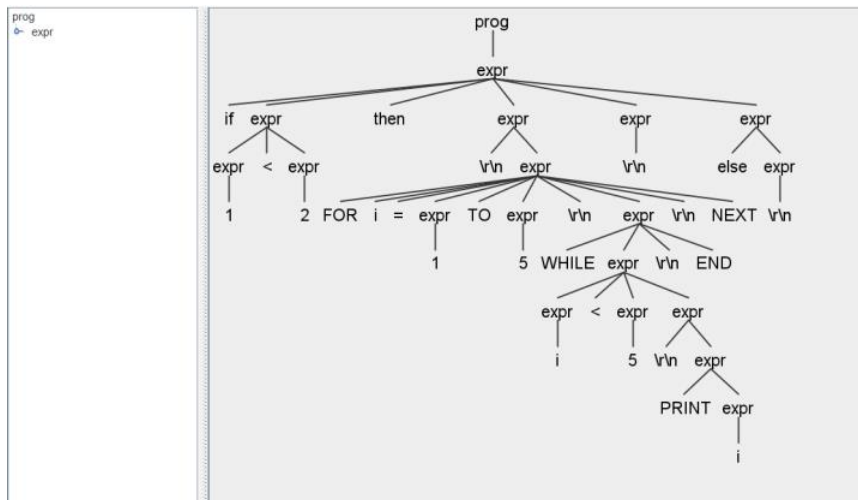 prog
expr
prog
expr
if expr then expr expr expr
expr < expr \r\n expr \r\n else expr
1 2 FOR i = expr TO expr \r\n expr \r\n NEXT \r\n
1 5 WHILE expr \r\n END
expr < expr expr
i 5 \r\n expr
PRINT expr
i